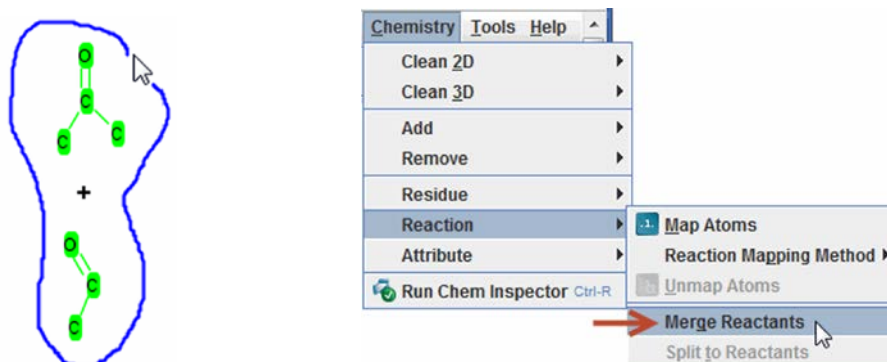 O
C
C C
+
O
C
C
Chemistry Tools Help
Clean 2D
Clean 3D
Add
Remove
Residue
Reaction
Attribute
Run Chem Inspector Ctrl-R
.1. Map Atoms
Reaction Mapping Method
Unmap Atoms
Merge Reactants
Split to Reactants